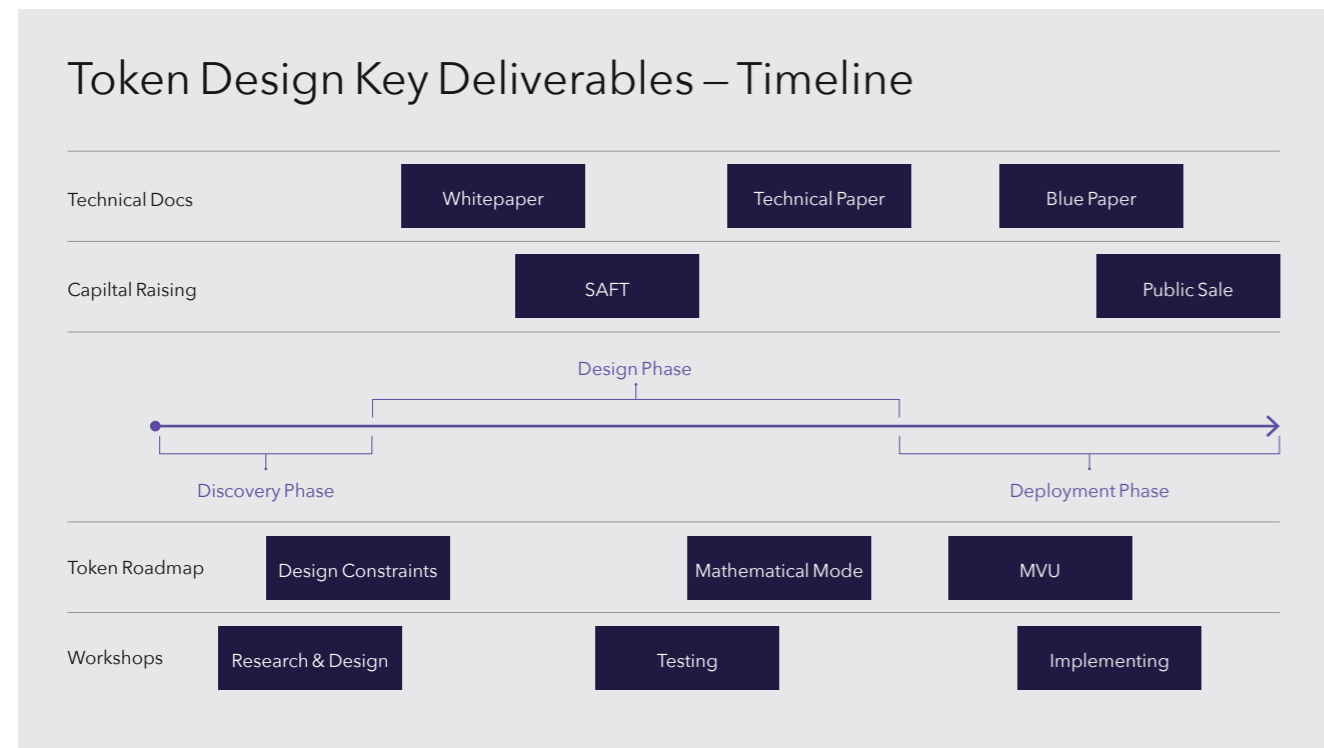 Token Design Key Deliverables – Timeline
Technical Docs
Whitepaper
Technical Paper
Blue Paper
Capiltal Raising
SAFT
Public Sale
Design Phase
Discovery Phase
Deployment Phase
Token Roadmap
Design Constraints
Mathematical Mode
MVU
Workshops
Research & Design
Testing
Implementing